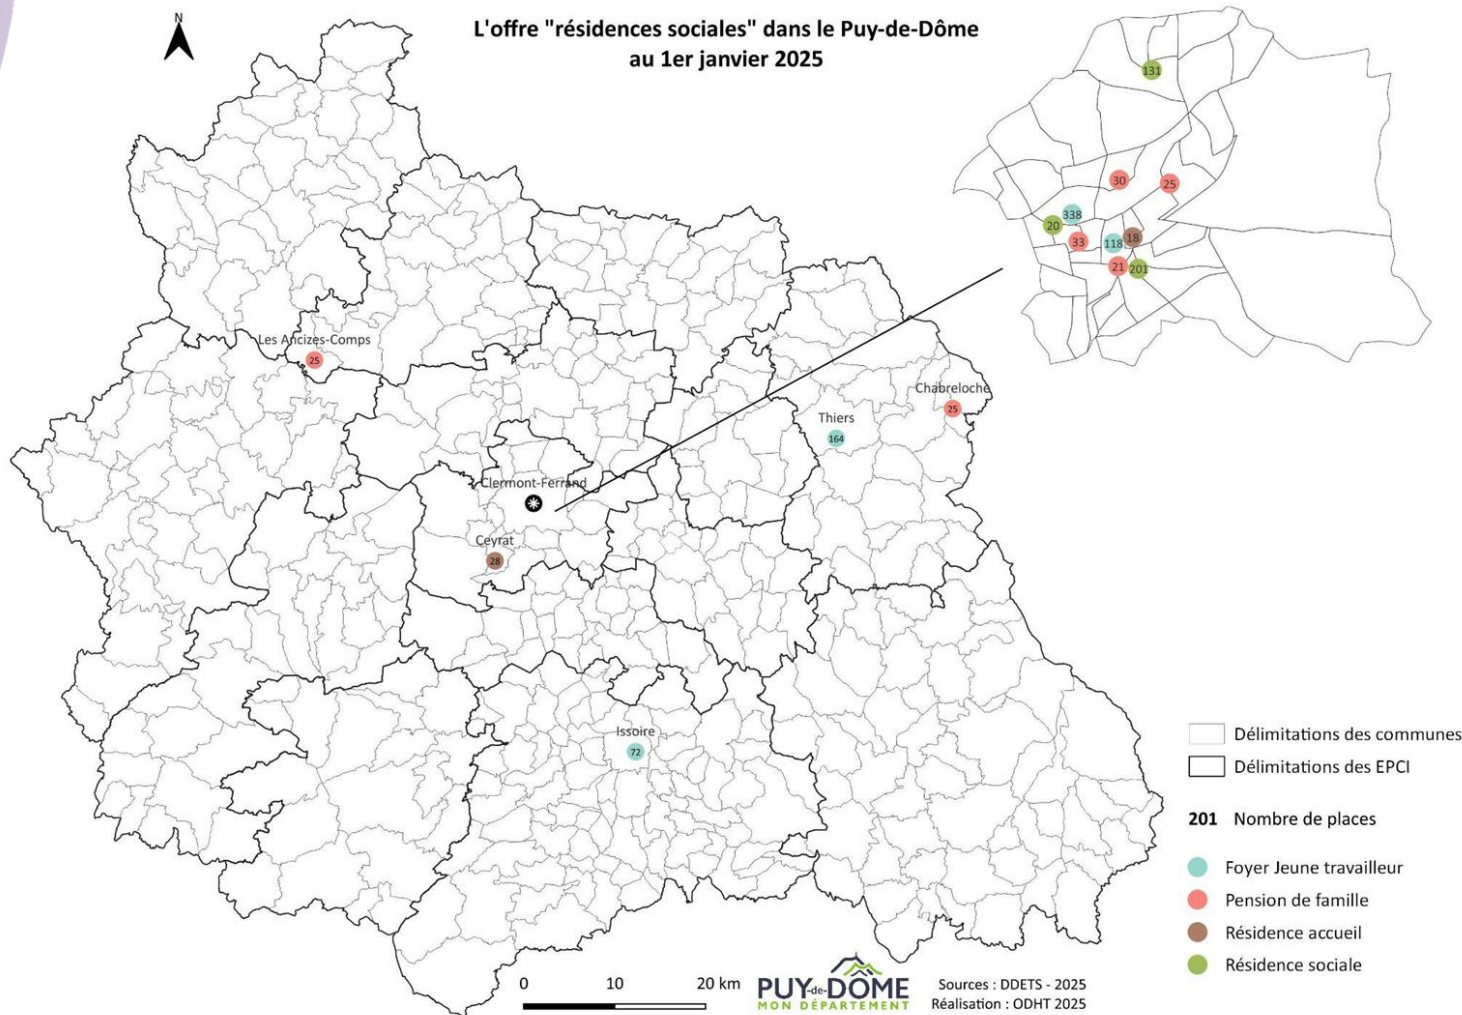 N
L'offre "résidences sociales" dans le Puy-de-Dôme
au 1er janvier 2025
131
30
25
338
20
33
118
18
21
201
Les Ancizes-Comps
25
Chabreloche
25
Thiers
164
Clermont-Ferrand
Ceyrat
28
Issoire
72
Délimitations des communes
Délimitations des EPCI
201 Nombre de places
Foyer Jeune travailleur
Pension de famille
Résidence accueil
Résidence sociale
0 10 20 km
PUY-de-DÔME
MON DÉPARTEMENT
Sources : DDETS - 2025
Réalisation : ODHT 2025